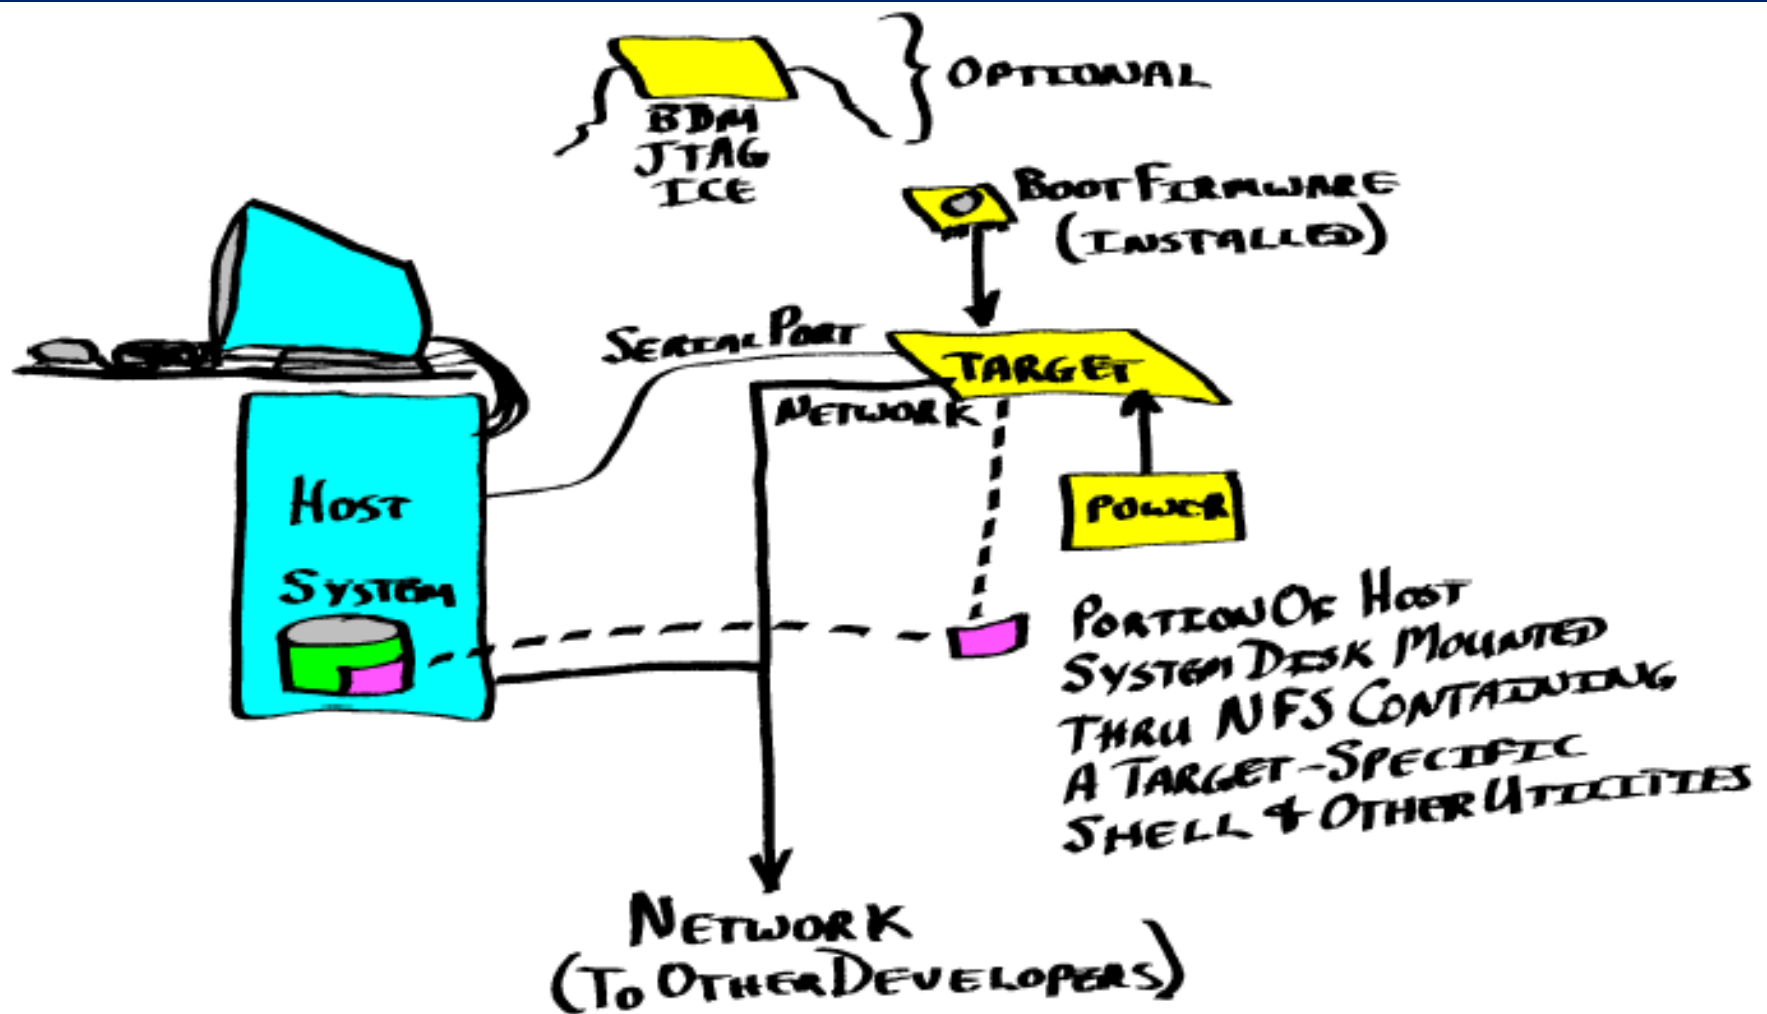 OPTIONAL
BDM
JTAG
ICE
BOOT FIRMWARE
(INSTALLED)
SERIAL PORT
TARGET
NETWORK
HOST
SYSTEM
POWER
PORTION OF HOST
SYSTEM DISK MOUNTED
THRU NFS CONTAINING
A TARGET-SPECIFIC
SHELL & OTHER UTILITIES
NETWORK
(TO OTHER DEVELOPERS)